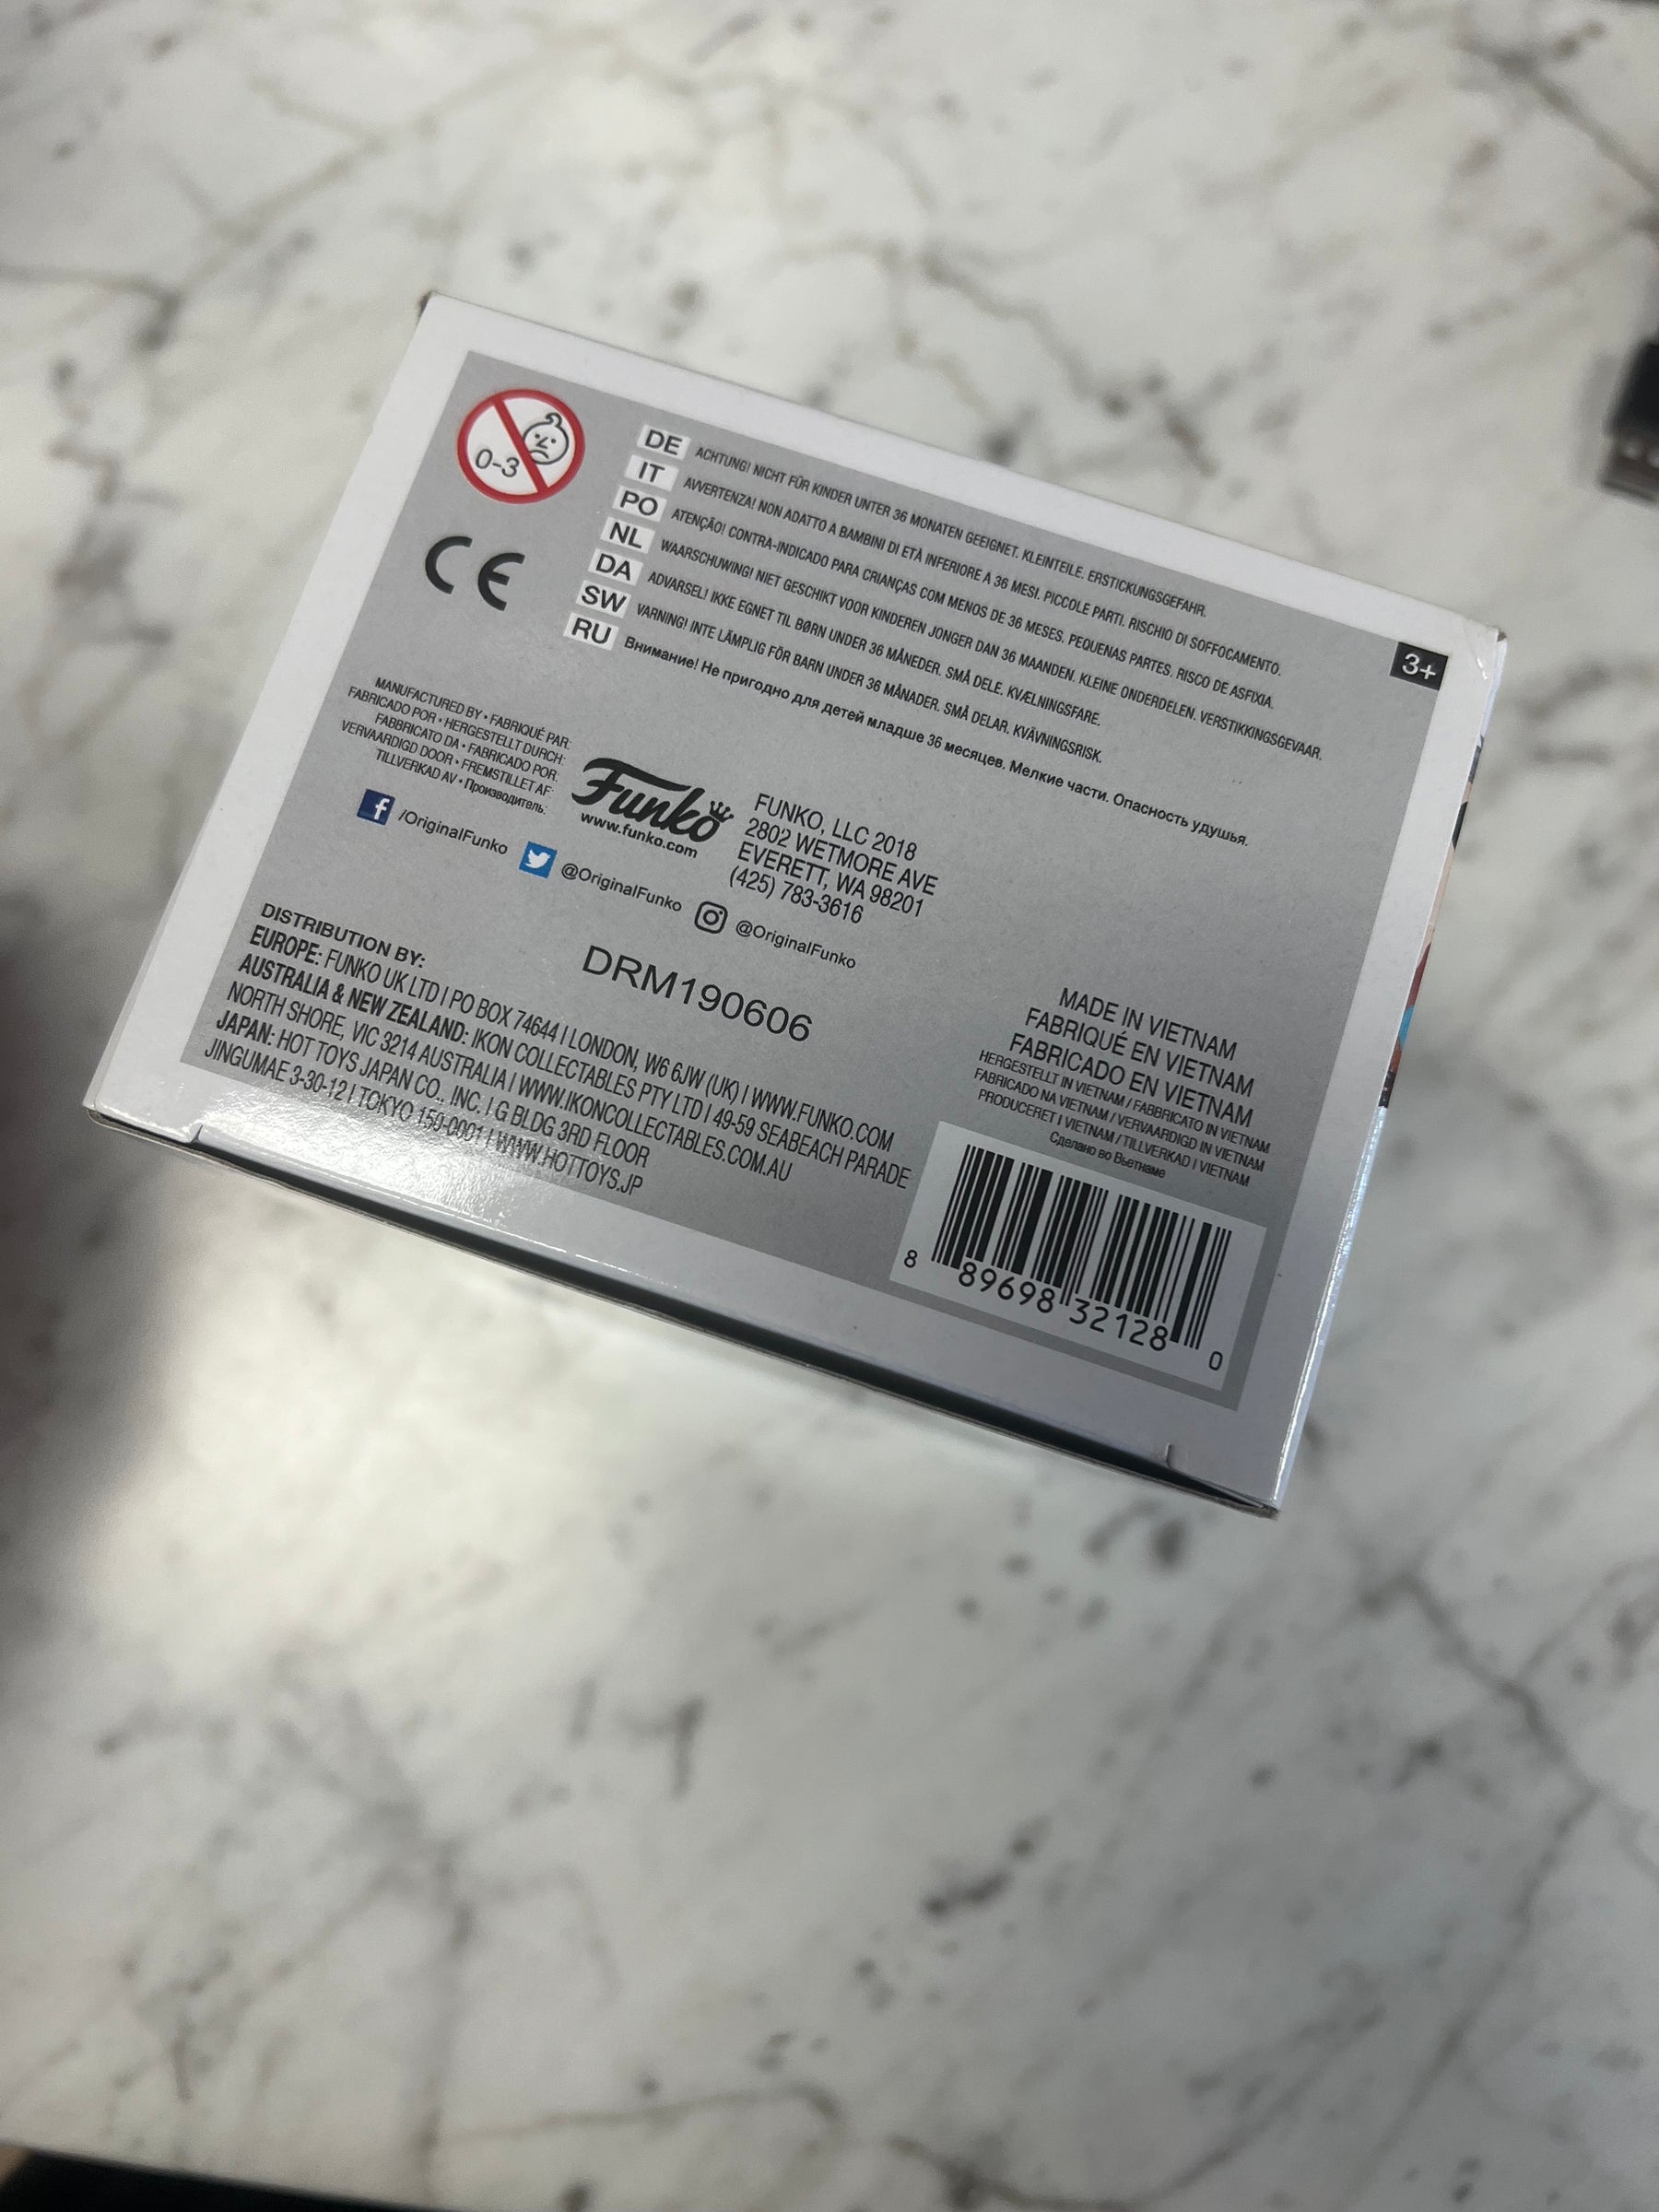 0-3
DE ACHTUNG! NICHT FÜR KINDER UNTER 36 MONATEN GEEIGNET. KLEINTEILE. ERSTICKUNGSGEFAHR.
IT AVVERTENZA! NON ADATTO A BAMBINI DI ETÀ INFERIORE A 36 MESI. PICCOLE PARTI. RISCHIO DI SOFFOCAMENTO.
PO ATENÇÃO! CONTRA-INDICADO PARA CRIANÇAS COM MENOS DE 36 MESES. PEQUENAS PARTES. RISCO DE ASFIXIA.
NL WAARSCHUWING! NIET GESCHIKT VOOR KINDEREN JONGER DAN 36 MAANDEN. KLEINE ONDERDELEN. VERSTIKKINGSGEVAAR.
DA ADVARSEL! IKKE EGNET TIL BØRN UNDER 36 MÅNEDER. SMÅ DELE. KVÆLNINGSFARE.
SW VARNING! INTE LÄMPLIG FÖR BARN UNDER 36 MÅNADER. SMÅ DELAR. KVÄVNINGSRISK.
RU Внимание! Не пригодно для детей младше 36 месяцев. Мелкие части. Опасность удушья.
3+
CE
MANUFACTURED BY • FABRIQUÉ PAR:
FABRICADO POR • HERGESTELLT DURCH:
FABBRICATO DA • FABRICADO POR:
VERVAARDIGD DOOR • FREMSTILLET AF:
TILLVERKAD AV • Производитель:
Funko
www.funko.com
FUNKO, LLC 2018
2802 WETMORE AVE
EVERETT, WA 98201
(425) 783-3616
/OriginalFunko
@OriginalFunko
@OriginalFunko
DRM190606
DISTRIBUTION BY:
EUROPE: FUNKO UK LTD I PO BOX 74644 I LONDON, W6 6JW (UK) I WWW.FUNKO.COM
AUSTRALIA & NEW ZEALAND: IKON COLLECTABLES PTY LTD I 49-59 SEABEACH PARADE
NORTH SHORE, VIC 3214 AUSTRALIA I WWW.IKONCOLLECTABLES.COM.AU
JAPAN: HOT TOYS JAPAN CO., INC. I G BLDG 3RD FLOOR
JINGUMAE 3-30-12 I TOKYO 150-0001 I WWW.HOTTOYS.JP
MADE IN VIETNAM
FABRIQUÉ EN VIETNAM
FABRICADO EN VIETNAM
HERGESTELLT IN VIETNAM / FABBRICATO IN VIETNAM
FABRICADO NA VIETNAM / VERVAARDIGD IN VIETNAM
PRODUCERET I VIETNAM / TILLVERKAD I VIETNAM
Сделано во Вьетнаме
8 89698 32128 0